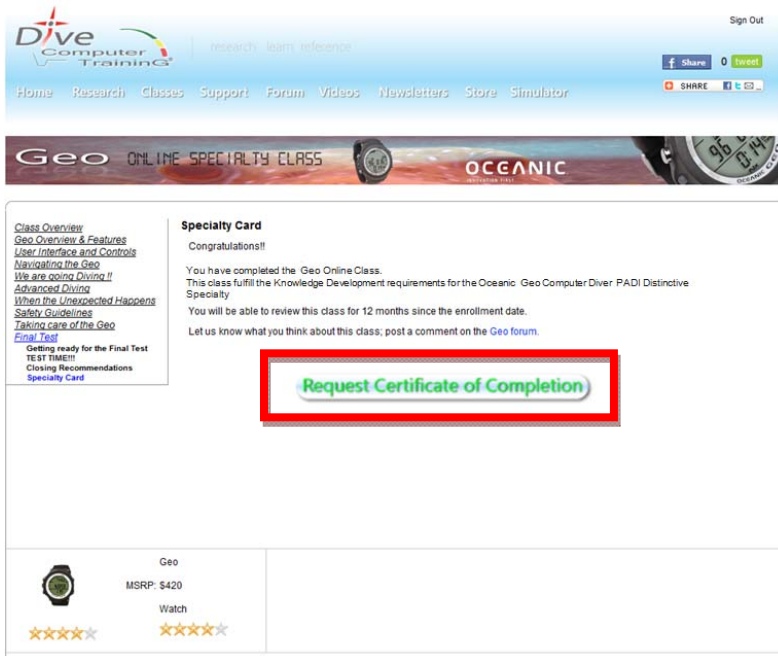 Sign Out
Dive
Computer
TraininG
research learn reference
Share 0 tweet
Home Research Classes Support Forum Videos Newsletters Store Simulator
SHARE
Geo ONLINE SPECIALTY CLASS OCEANIC
Class Overview
Geo Overview & Features
User Interface and Controls
Navigating the Geo
We are going Diving !!
Advanced Diving
When the Unexpected Happens
Safety Guidelines
Taking care of the Geo
Final Test
Getting ready for the Final Test
TEST TIME!!!
Closing Recommendations
Specialty Card
Specialty Card
Congratulations!!
You have completed the Geo Online Class.
This class fulfill the Knowledge Development requirements for the Oceanic Geo Computer Diver PADI Distinctive
Specialty
You will be able to review this class for 12 months since the enrollment date.
Let us know what you think about this class; post a comment on the Geo forum.
Request Certificate of Completion
Geo
MSRP: $420
Watch